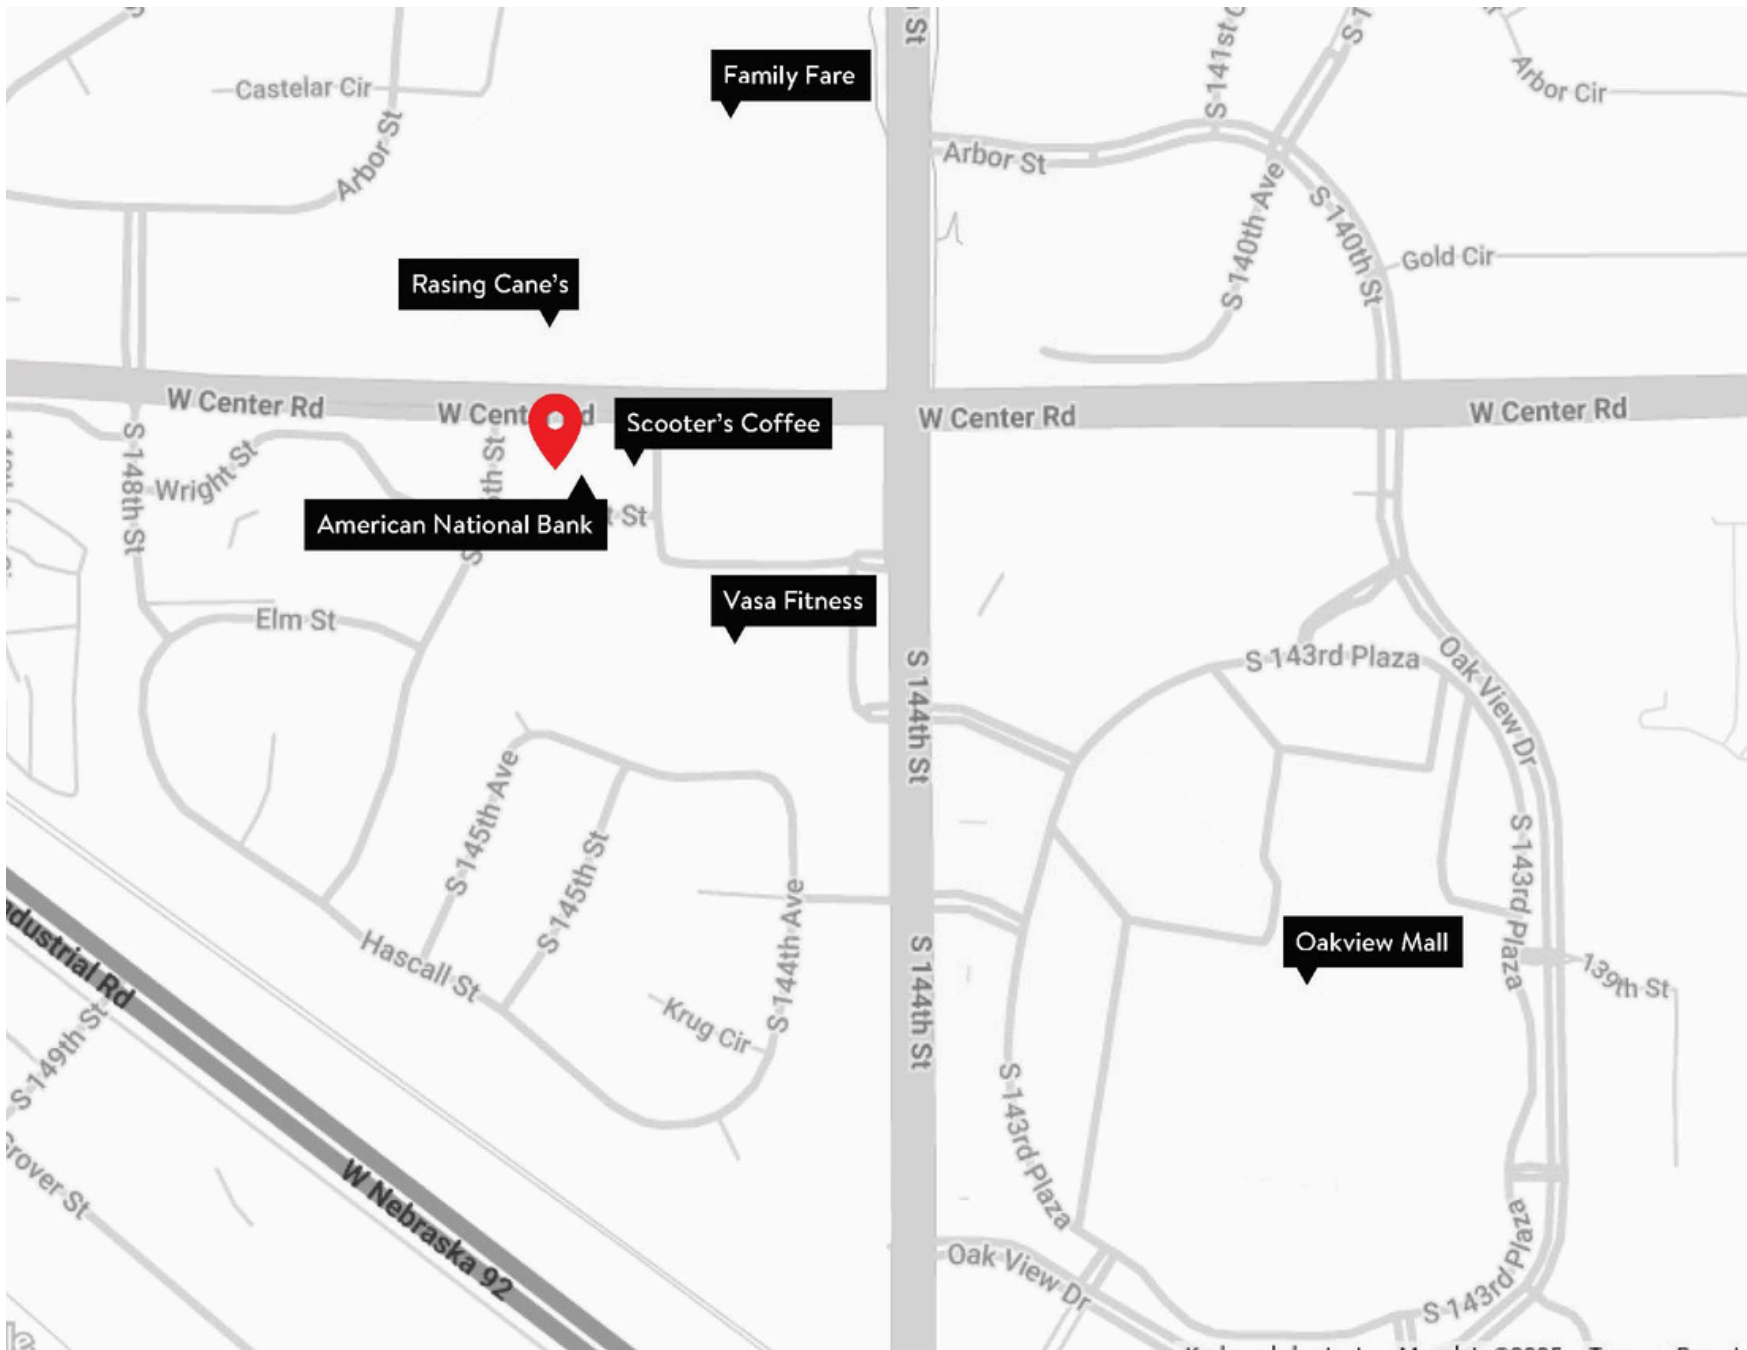 St
Family Fare
S 141st
Arbor Cir
Castelar Cir
Arbor St
Arbor St
S 140th Ave
S 140th St
Gold Cir
Rasing Cane's
W Center Rd
W Center Rd
W Center Rd
Scooter's Coffee
S 148th St
Wright St
American National Bank
St
Elm St
Vasa Fitness
S 144th St
S 143rd Plaza
Oak View Dr
S 145th Ave
S 145th St
S 144th Ave
S 143rd Plaza
Oakview Mall
Hascall St
Krug Cir
S 144th St
139th St
Industrial Rd
S 149th St
Grover St
W Nebraska 92
S 143rd Plaza
Oak View Dr
S 143rd Plaza